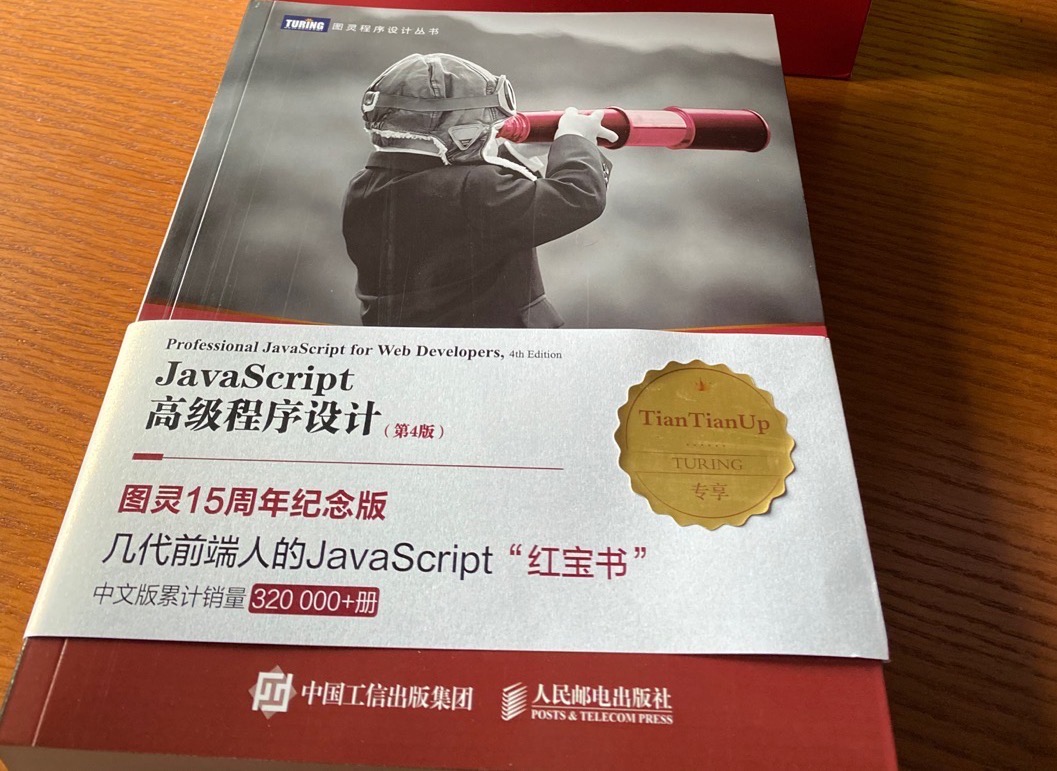 TURING 图灵程序设计丛书
Professional JavaScript for Web Developers, 4th Edition
JavaScript
高级程序设计(第4版)
图灵15周年纪念版
几代前端人的JavaScript“红宝书”
中文版累计销量 320 000+册
TianTianUp
TURING
专享
中国工信出版集团 人民邮电出版社
POSTS & TELECOM PRESS